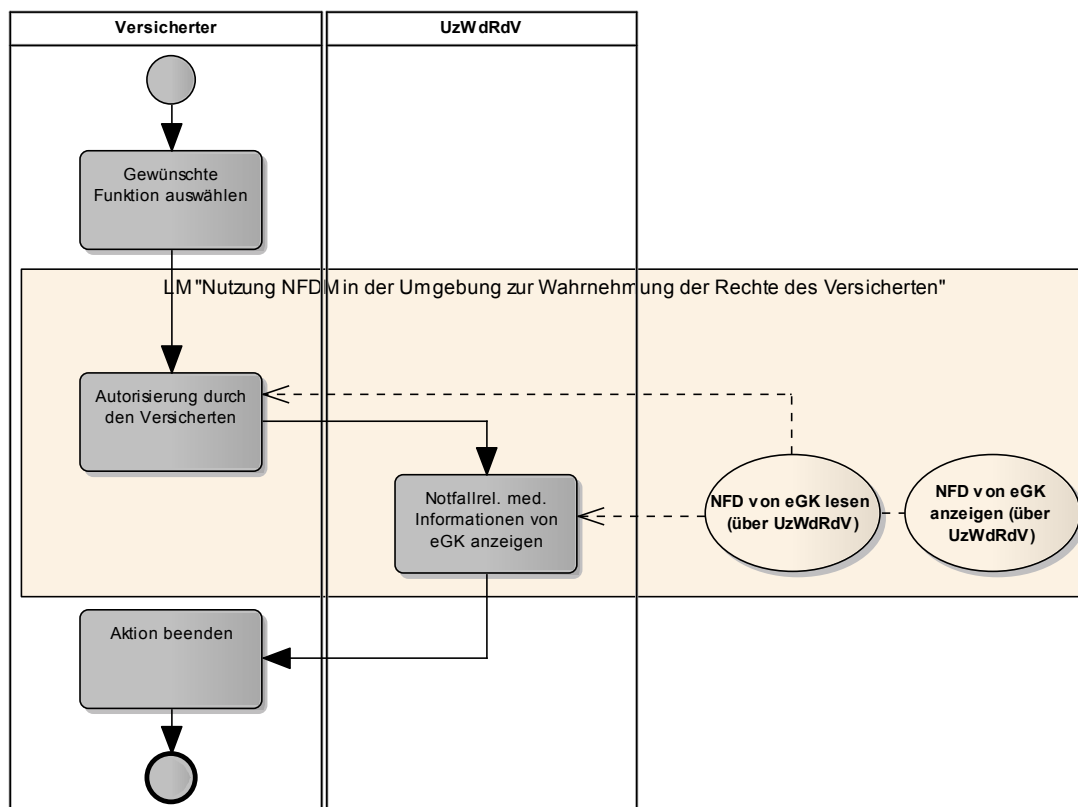 Versicherter
UzWdRdV
Gewünschte
Funktion auswählen
LM "Nutzung NFDM in der Umgebung zur Wahrnehmung der Rechte des Versicherten"
Autorisierung durch
den Versicherten
Notfallrel. med.
Informationen von
eGK anzeigen
NFD von eGK lesen
(über UzWdRdV)
NFD von eGK
anzeigen (über
UzWdRdV)
Aktion beenden